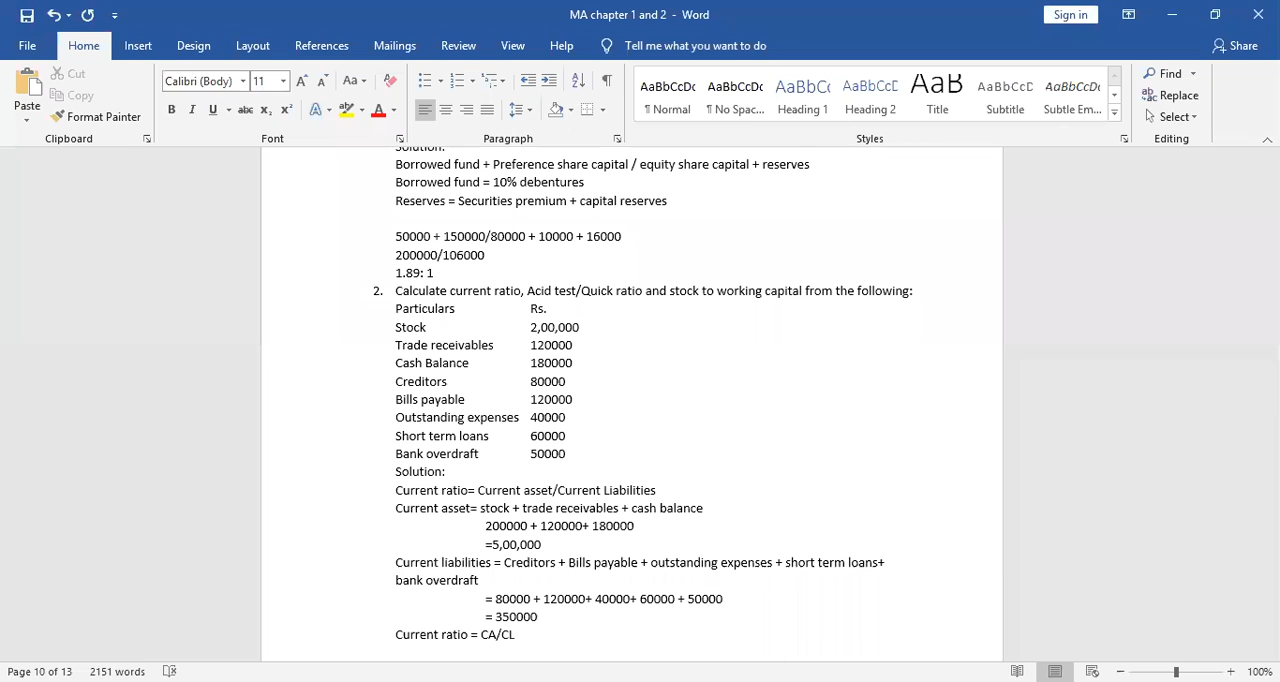 MA chapter 1 and 2 - Word
Sign in
File Home Insert Design Layout References Mailings Review View Help Tell me what you want to do Share
Paste
Cut
Copy
Format Painter
Clipboard
Calibri (Body) 11
Aa
B I U abc x₂ x² A A
Font
Paragraph
AaBbCcDc AaBbCcDc AaBbC AaBbCcC AaB AaBbCcD AaBbCcDc
¶ Normal ¶ No Spac... Heading 1 Heading 2 Title Subtitle Subtle Em...
Styles
Find
Replace
Select
Editing
Solution:
Borrowed fund + Preference share capital / equity share capital + reserves
Borrowed fund = 10% debentures
Reserves = Securities premium + capital reserves
50000 + 150000/80000 + 10000 + 16000
200000/106000
1.89: 1
2. Calculate current ratio, Acid test/Quick ratio and stock to working capital from the following:
Particulars Rs.
Stock 2,00,000
Trade receivables 120000
Cash Balance 180000
Creditors 80000
Bills payable 120000
Outstanding expenses 40000
Short term loans 60000
Bank overdraft 50000
Solution:
Current ratio= Current asset/Current Liabilities
Current asset= stock + trade receivables + cash balance
200000 + 120000+ 180000
=5,00,000
Current liabilities = Creditors + Bills payable + outstanding expenses + short term loans+
bank overdraft
= 80000 + 120000+ 40000+ 60000 + 50000
= 350000
Current ratio = CA/CL
Page 10 of 13 2151 words 100%